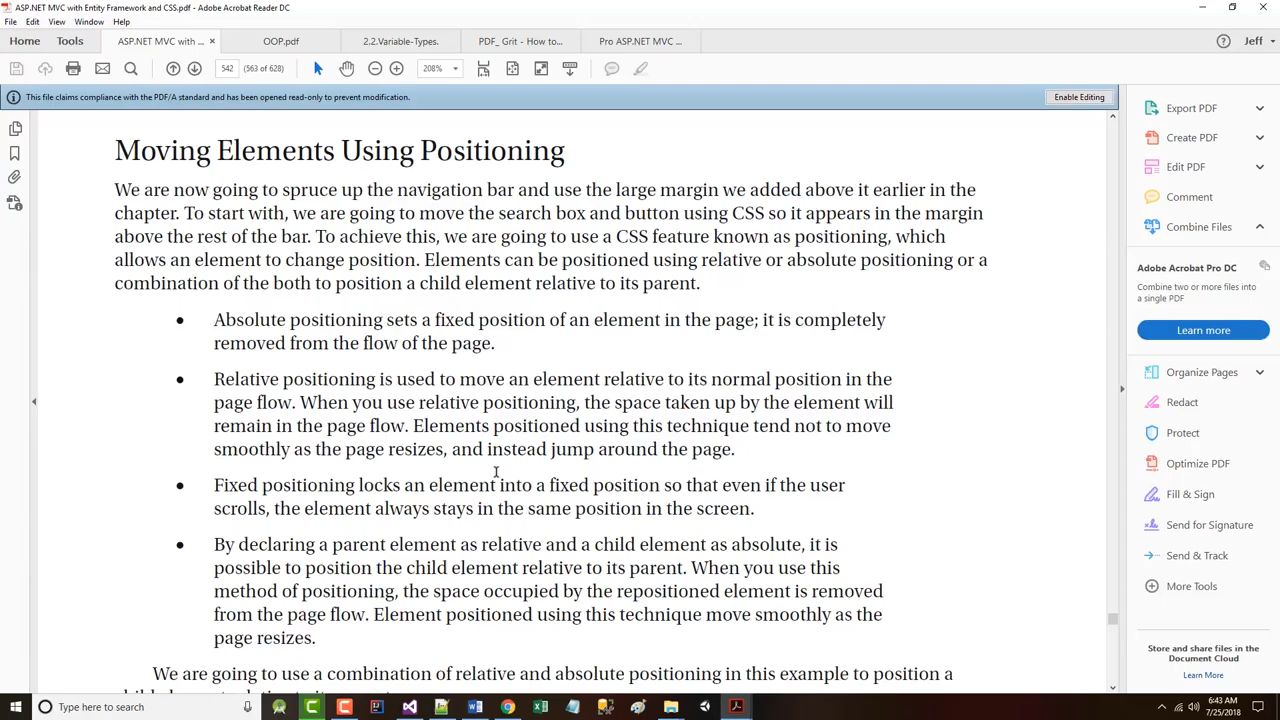 ASP.NET MVC with Entity Framework and CSS.pdf - Adobe Acrobat Reader DC
File Edit View Window Help
Home Tools ASP.NET MVC with ... × OOP.pdf 2.2.Variable-Types. PDF_ Grit - How to... Pro ASP.NET MVC ... Jeff
542 (563 of 628) 208%
This file claims compliance with the PDF/A standard and has been opened read-only to prevent modification. Enable Editing
Moving Elements Using Positioning
We are now going to spruce up the navigation bar and use the large margin we added above it earlier in the
chapter. To start with, we are going to move the search box and button using CSS so it appears in the margin
above the rest of the bar. To achieve this, we are going to use a CSS feature known as positioning, which
allows an element to change position. Elements can be positioned using relative or absolute positioning or a
combination of the both to position a child element relative to its parent.
• Absolute positioning sets a fixed position of an element in the page; it is completely
removed from the flow of the page.
• Relative positioning is used to move an element relative to its normal position in the
page flow. When you use relative positioning, the space taken up by the element will
remain in the page flow. Elements positioned using this technique tend not to move
smoothly as the page resizes, and instead jump around the page.
• Fixed positioning locks an element into a fixed position so that even if the user
scrolls, the element always stays in the same position in the screen.
• By declaring a parent element as relative and a child element as absolute, it is
possible to position the child element relative to its parent. When you use this
method of positioning, the space occupied by the repositioned element is removed
from the page flow. Element positioned using this technique move smoothly as the
page resizes.
We are going to use a combination of relative and absolute positioning in this example to position a
Export PDF
Create PDF
Edit PDF
Comment
Combine Files
Adobe Acrobat Pro DC
Combine two or more files into
a single PDF
Learn more
Organize Pages
Redact
Protect
Optimize PDF
Fill & Sign
Send for Signature
Send & Track
More Tools
Store and share files in the
Document Cloud
Learn More
Type here to search
6:43 AM
7/25/2018